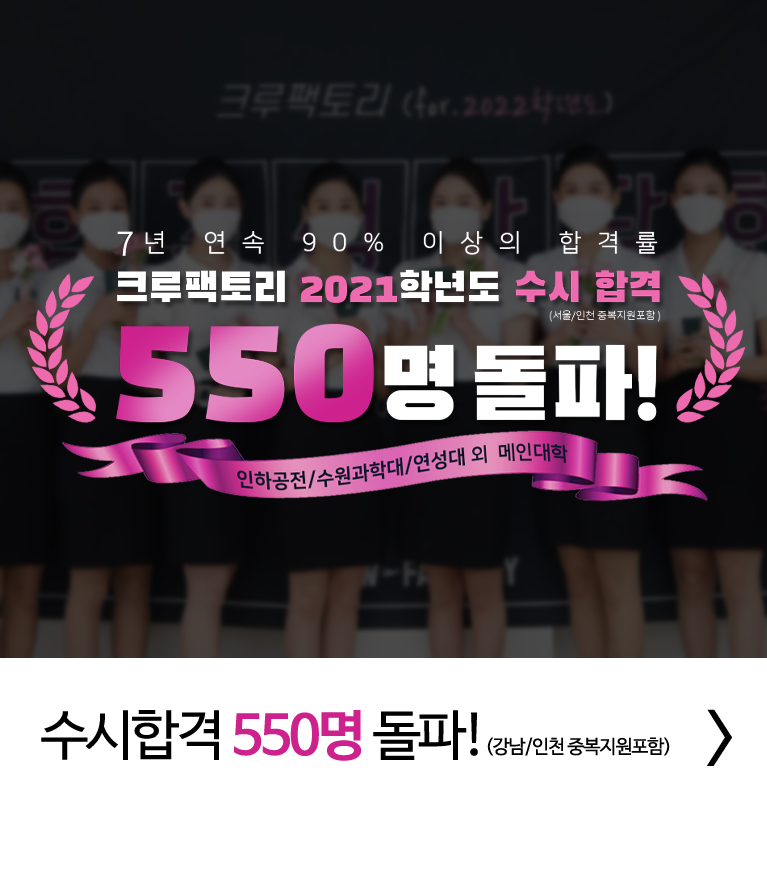 크루팩토리 (for.2022학년도)
7년 연속 90% 이상의 합격률
크루팩토리 2021학년도 수시 합격
(서울/인천 중복지원포함)
550명 돌파!
인하공전/수원과학대/연성대 외 메인대학
수시합격 550명 돌파! (강남/인천 중복지원포함)